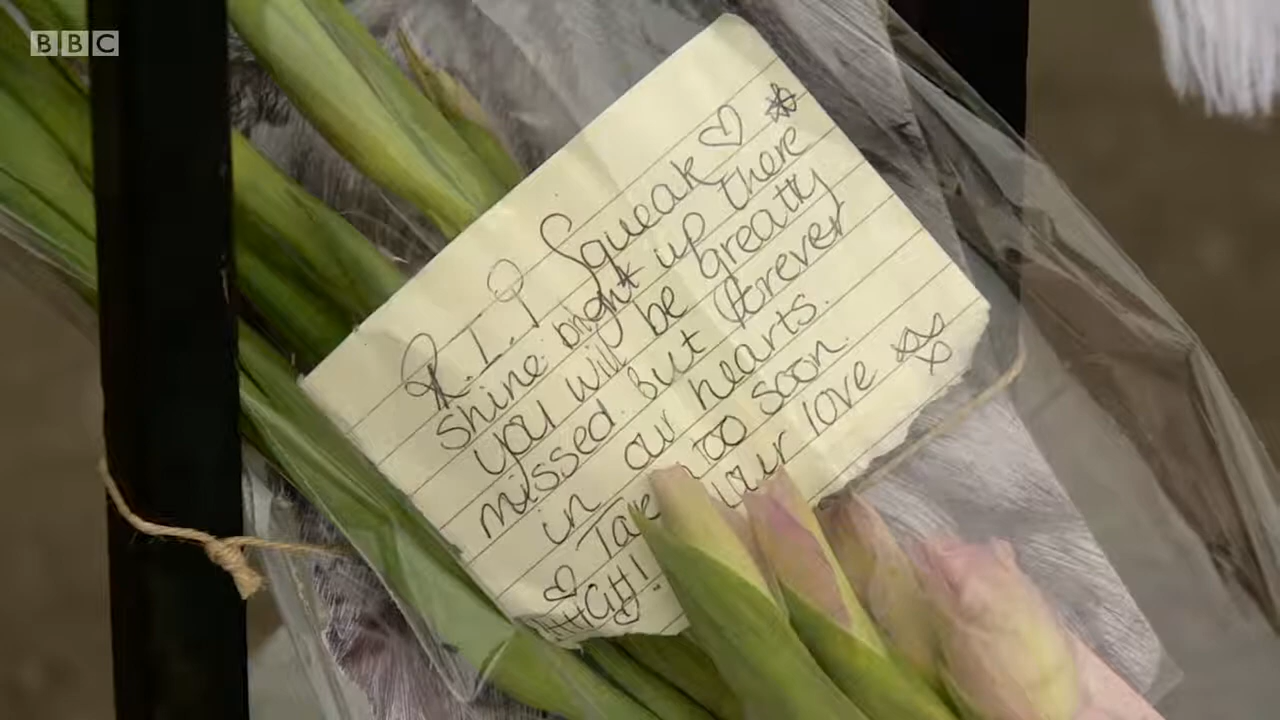 BBC
R.I.P Squeak ♡ ☆
shine bright up there
you will be greatly
missed but forever
in our hearts.
♡ Taken too soon.
your love